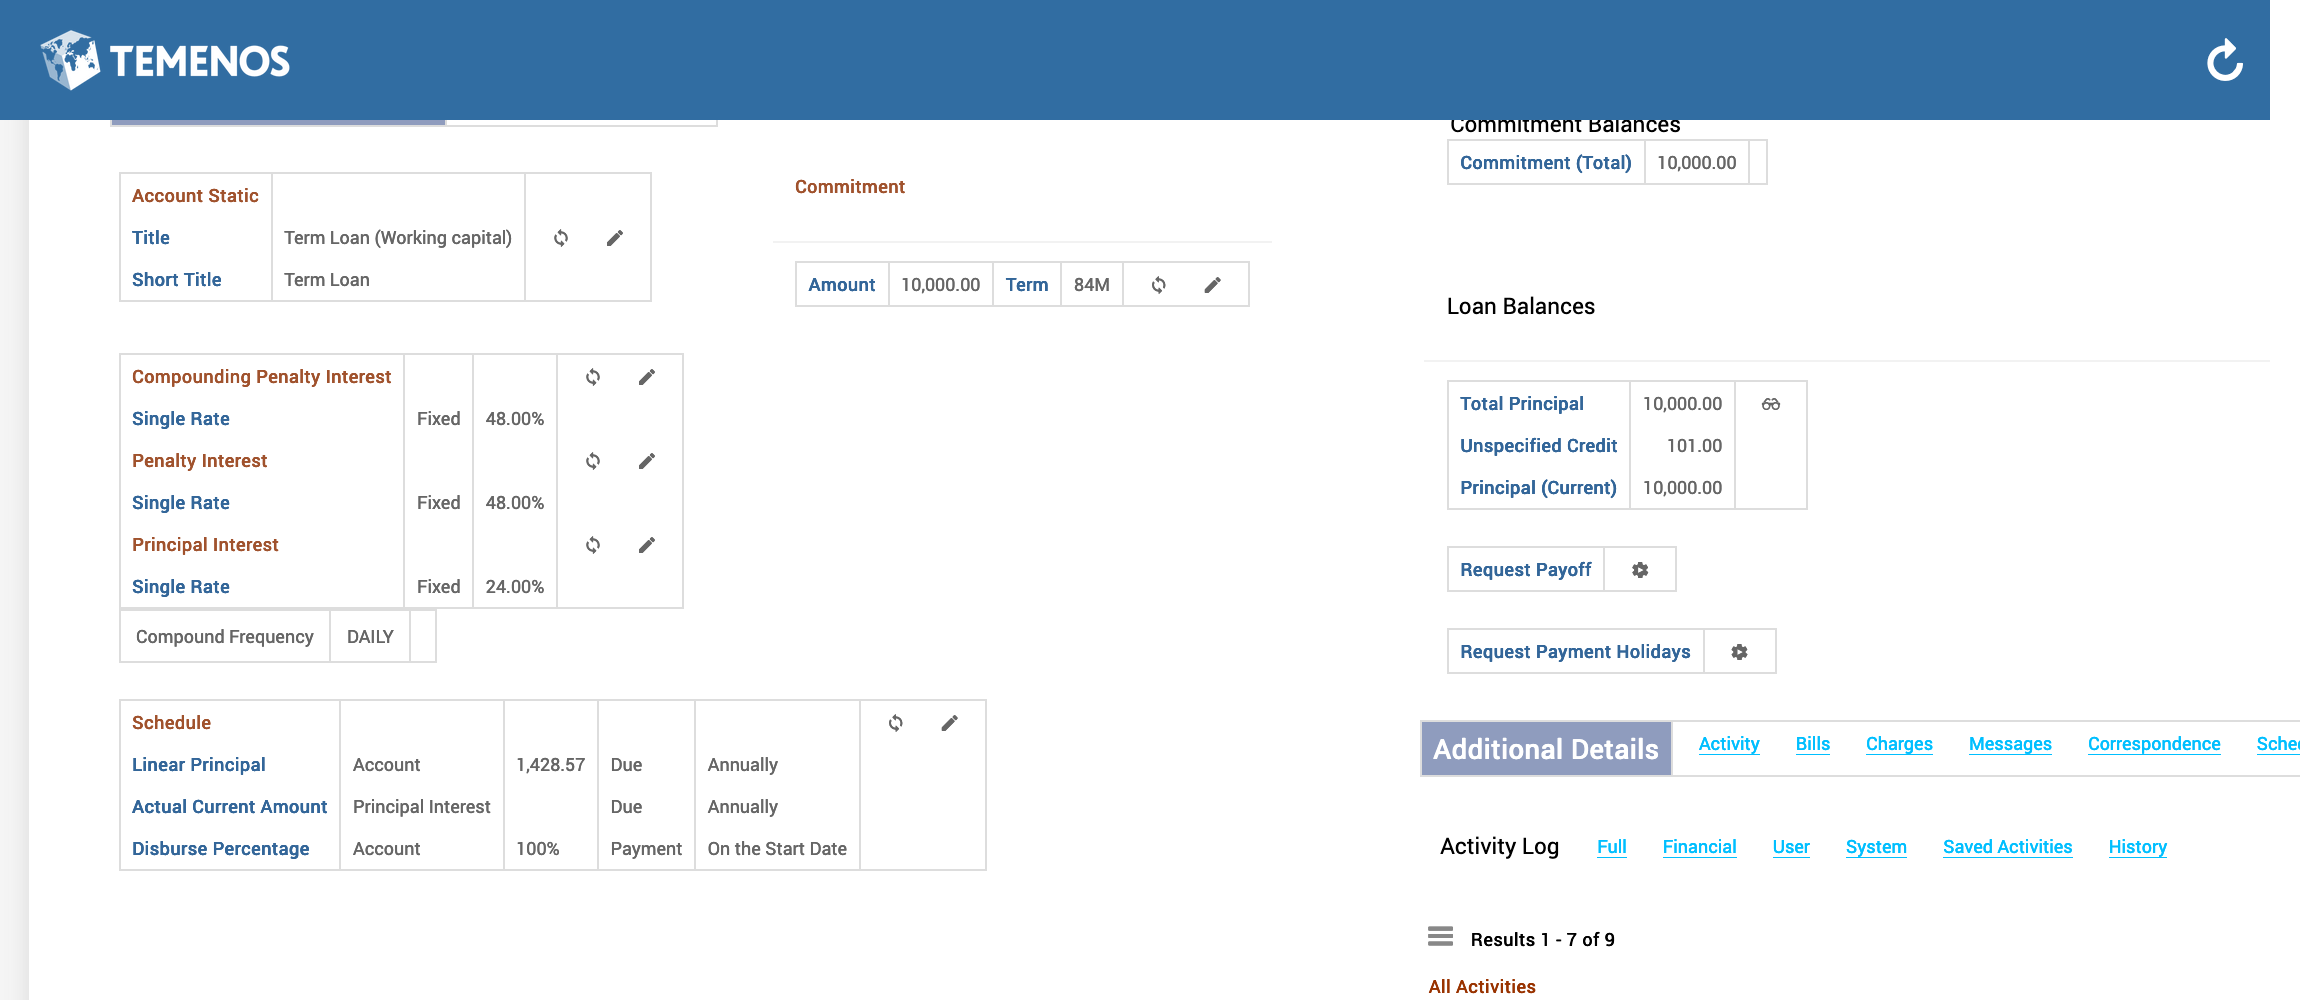 TEMENOS
Account Static
Title Term Loan (Working capital)
Short Title Term Loan
Commitment
Amount 10,000.00 Term 84M
Compounding Penalty Interest
Single Rate Fixed 48.00%
Penalty Interest
Single Rate Fixed 48.00%
Principal Interest
Single Rate Fixed 24.00%
Compound Frequency DAILY
Schedule
Linear Principal Account 1,428.57 Due Annually
Actual Current Amount Principal Interest Due Annually
Disburse Percentage Account 100% Payment On the Start Date
Commitment Balances
Commitment (Total) 10,000.00
Loan Balances
Total Principal 10,000.00
Unspecified Credit 101.00
Principal (Current) 10,000.00
Request Payoff
Request Payment Holidays
Additional Details Activity Bills Charges Messages Correspondence
Activity Log Full Financial User System Saved Activities History
Results 1 - 7 of 9
All Activities